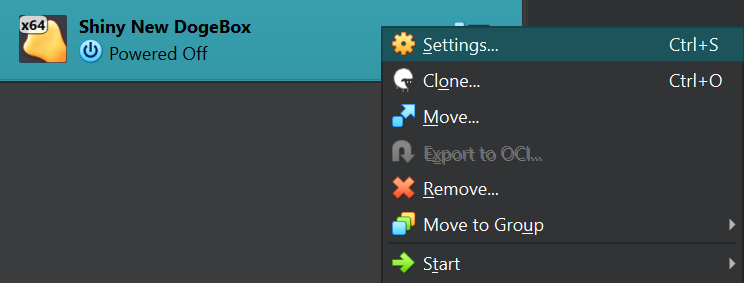 x64
Shiny New DogeBox
Powered Off
Settings... Ctrl+S
Clone... Ctrl+O
Move...
Export to OCI...
Remove...
Move to Group
Start